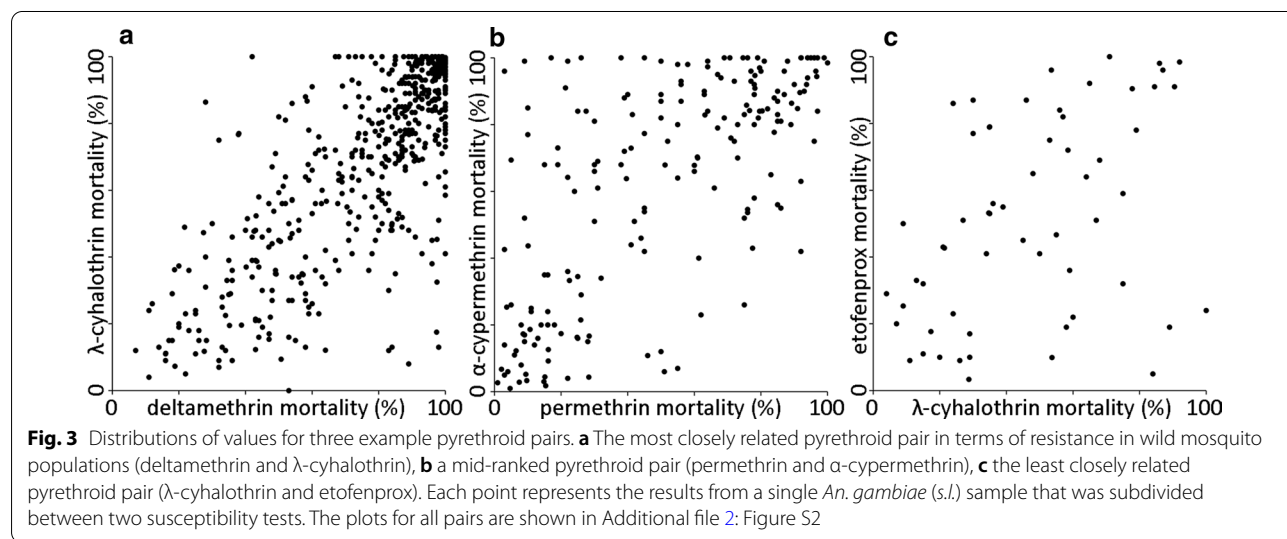 a
b
c
100
100
100
λ-cyhalothrin mortality (%)
α-cypermethrin mortality (%)
etofenprox mortality (%)
0
0
0
0 deltamethrin mortality (%) 100
0 permethrin mortality (%) 100
0 λ-cyhalothrin mortality (%) 100
Fig. 3 Distributions of values for three example pyrethroid pairs. a The most closely related pyrethroid pair in terms of resistance in wild mosquito
populations (deltamethrin and λ-cyhalothrin), b a mid-ranked pyrethroid pair (permethrin and α-cypermethrin), c the least closely related
pyrethroid pair (λ-cyhalothrin and etofenprox). Each point represents the results from a single An. gambiae (s.l.) sample that was subdivided
between two susceptibility tests. The plots for all pairs are shown in Additional file 2: Figure S2